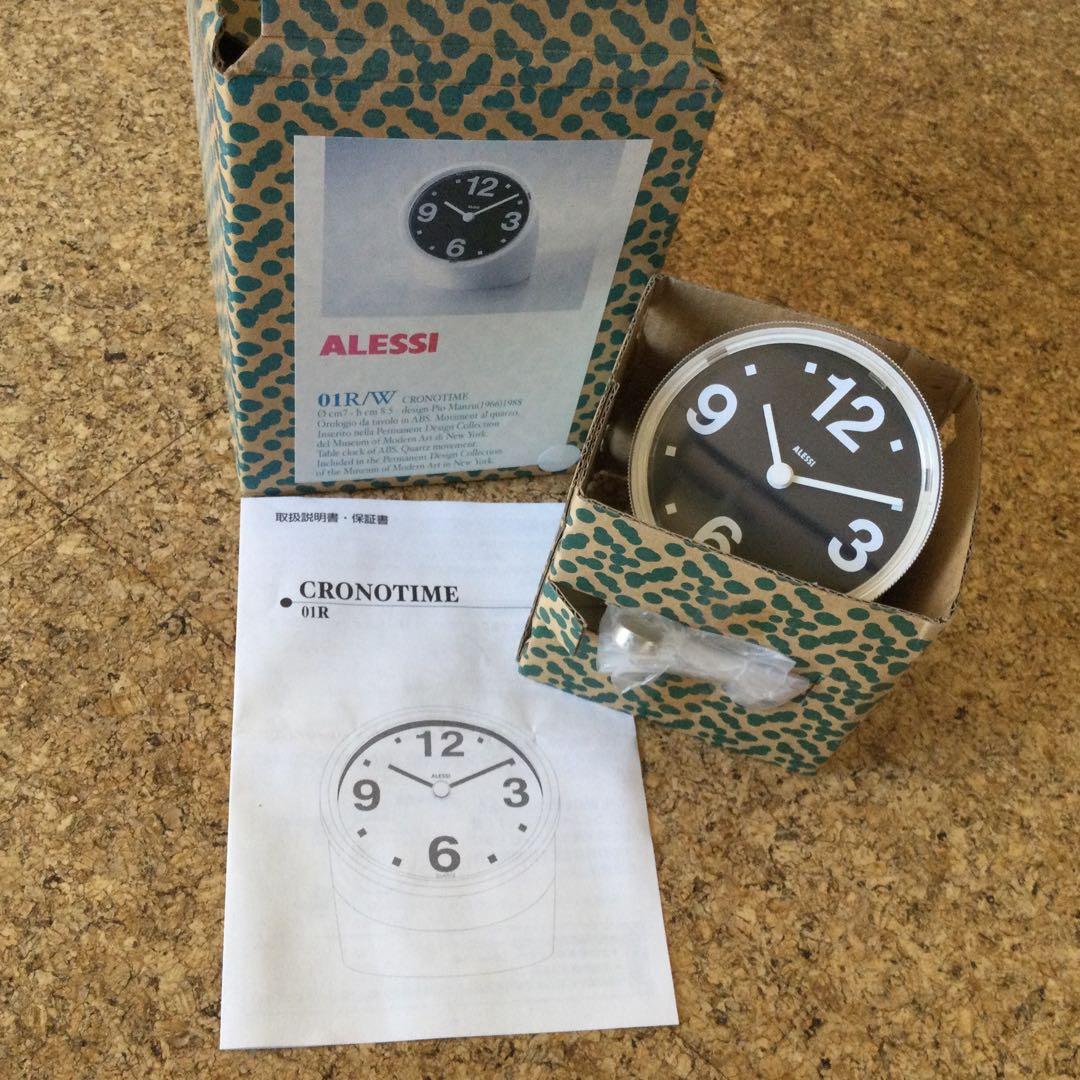 12
9
3
6
ALESSI
01R/W CRONOTIME
Ø cm7 - h cm 8.5 - design Pio Manzù(1966)1988
Orologio da tavolo in ABS. Movment al quarzo.
Inserito nella Permanent Design Collection
del Museum of Modern Art di New York.
Table clock of ABS. Quartz movement.
Included in the Permanent Design Collection
of the Museum of Modern Art in New York.
12
9
ALESSI
3
6
取扱説明書・保証書
CRONOTIME
01R
12
ALESSI
9
3
6